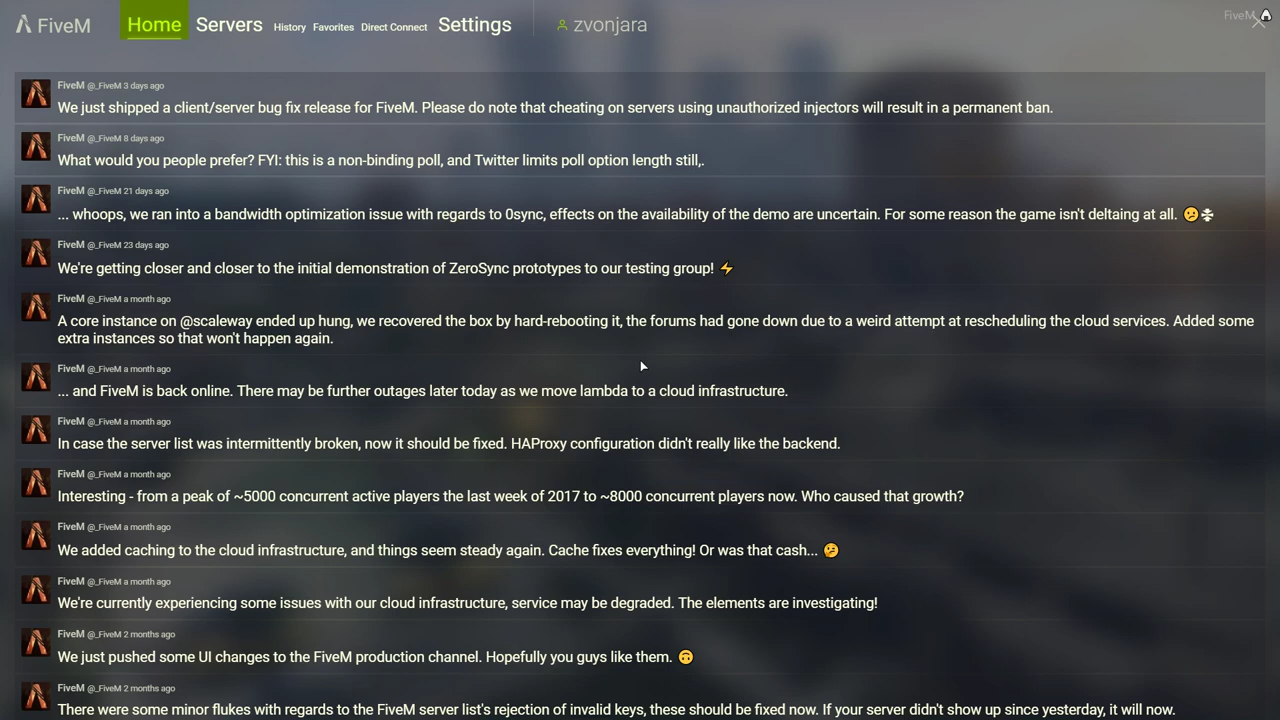 FiveM
Home Servers History Favorites Direct Connect Settings
zvonjara
FiveM
FiveM @_FiveM 3 days ago
We just shipped a client/server bug fix release for FiveM. Please do note that cheating on servers using unauthorized injectors will result in a permanent ban.
FiveM @_FiveM 8 days ago
What would you people prefer? FYI: this is a non-binding poll, and Twitter limits poll option length still,.
FiveM @_FiveM 21 days ago
... whoops, we ran into a bandwidth optimization issue with regards to 0sync, effects on the availability of the demo are uncertain. For some reason the game isn't deltaing at all. 😕
FiveM @_FiveM 23 days ago
We're getting closer and closer to the initial demonstration of ZeroSync prototypes to our testing group! ⚡
FiveM @_FiveM a month ago
A core instance on @scaleway ended up hung, we recovered the box by hard-rebooting it, the forums had gone down due to a weird attempt at rescheduling the cloud services. Added some
extra instances so that won't happen again.
FiveM @_FiveM a month ago
... and FiveM is back online. There may be further outages later today as we move lambda to a cloud infrastructure.
FiveM @_FiveM a month ago
In case the server list was intermittently broken, now it should be fixed. HAProxy configuration didn't really like the backend.
FiveM @_FiveM a month ago
Interesting - from a peak of ~5000 concurrent active players the last week of 2017 to ~8000 concurrent players now. Who caused that growth?
FiveM @_FiveM a month ago
We added caching to the cloud infrastructure, and things seem steady again. Cache fixes everything! Or was that cash... 🤔
FiveM @_FiveM a month ago
We're currently experiencing some issues with our cloud infrastructure, service may be degraded. The elements are investigating!
FiveM @_FiveM 2 months ago
We just pushed some UI changes to the FiveM production channel. Hopefully you guys like them. 🙃
FiveM @_FiveM 2 months ago
There were some minor flukes with regards to the FiveM server list's rejection of invalid keys, these should be fixed now. If your server didn't show up since yesterday, it will now.